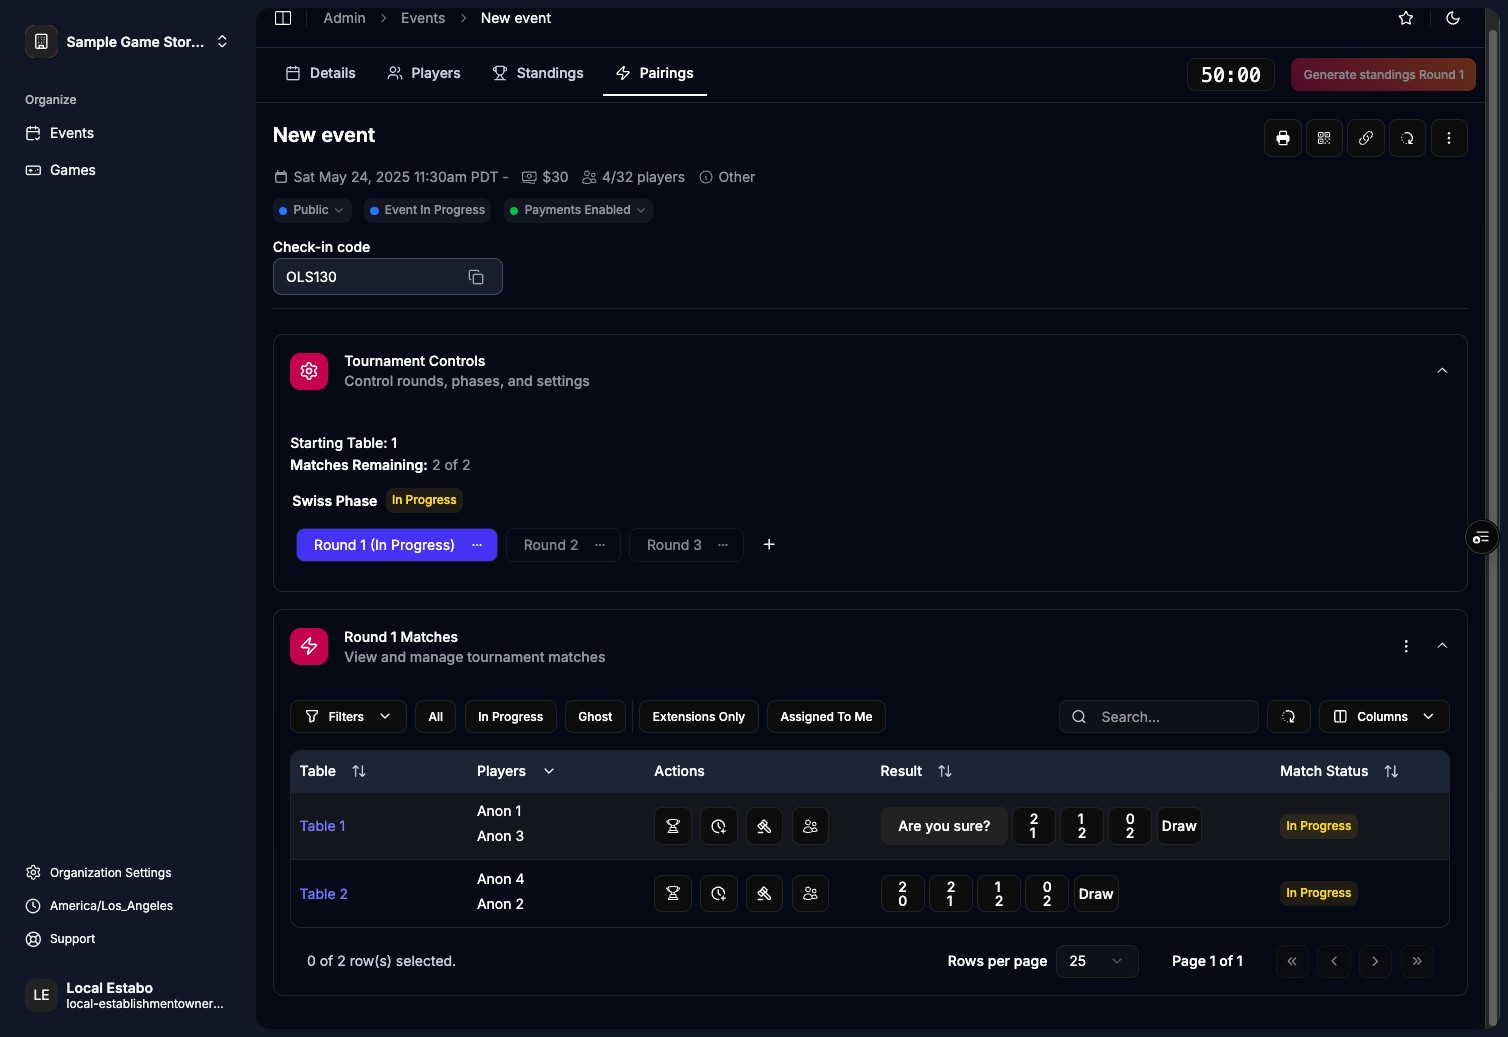 Sample Game Stor...
Organize
Events
Games
Organization Settings
America/Los_Angeles
Support
LE
Local Estabo
local-establishmentowner...
Admin > Events > New event
Details Players Standings Pairings
50:00
Generate standings Round 1
New event
Sat May 24, 2025 11:30am PDT - $30 4/32 players Other
Public Event In Progress Payments Enabled
Check-in code
OLS130
Tournament Controls
Control rounds, phases, and settings
Starting Table: 1
Matches Remaining: 2 of 2
Swiss Phase In Progress
Round 1 (In Progress) ... Round 2 ... Round 3 ... +
Round 1 Matches
View and manage tournament matches
Filters All In Progress Ghost Extensions Only Assigned To Me Search... Columns
Table Players Actions Result Match Status
Table 1
Anon 1
Anon 3
Are you sure?
2
1
1
2
0
2
Draw
In Progress
Table 2
Anon 4
Anon 2
2
0
2
1
1
2
0
2
Draw
In Progress
0 of 2 row(s) selected. Rows per page 25 Page 1 of 1 « ‹ › »